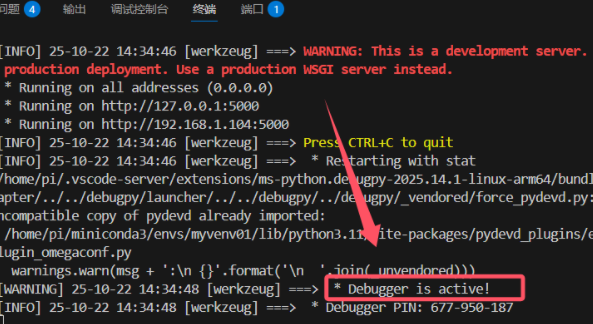 问题 4 输出 调试控制台 终端 端口 1
[INFO] 25-10-22 14:34:46 [werkzeug] ===> WARNING: This is a development server.
production deployment. Use a production WSGI server instead.
* Running on all addresses (0.0.0.0)
* Running on http://127.0.0.1:5000
* Running on http://192.168.1.104:5000
[INFO] 25-10-22 14:34:46 [werkzeug] ===> Press CTRL+C to quit
[INFO] 25-10-22 14:34:46 [werkzeug] ===> * Restarting with stat
/home/pi/.vscode-server/extensions/ms-python.debugpy-2025.14.1-linux-arm64/bundl
apter/../../debugpy/launcher/../../debugpy/../debugpy/_vendored/force_pydevd.py:
ncompatible copy of pydevd already imported:
/home/pi/miniconda3/envs/myvenv01/lib/python3.11/site-packages/pydevd_plugins/e
lugin_omegaconf.py
warnings.warn(msg + ':\n {}'.format('\n '.join(_unvendored)))
[WARNING] 25-10-22 14:34:48 [werkzeug] ===> * Debugger is active!
[INFO] 25-10-22 14:34:48 [werkzeug] ===> * Debugger PIN: 677-950-187